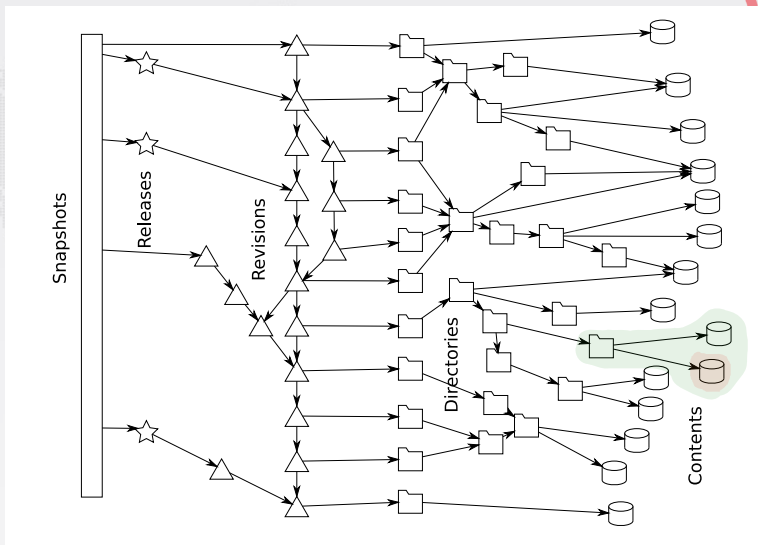 Snapshots
Releases
Revisions
Directories
Contents